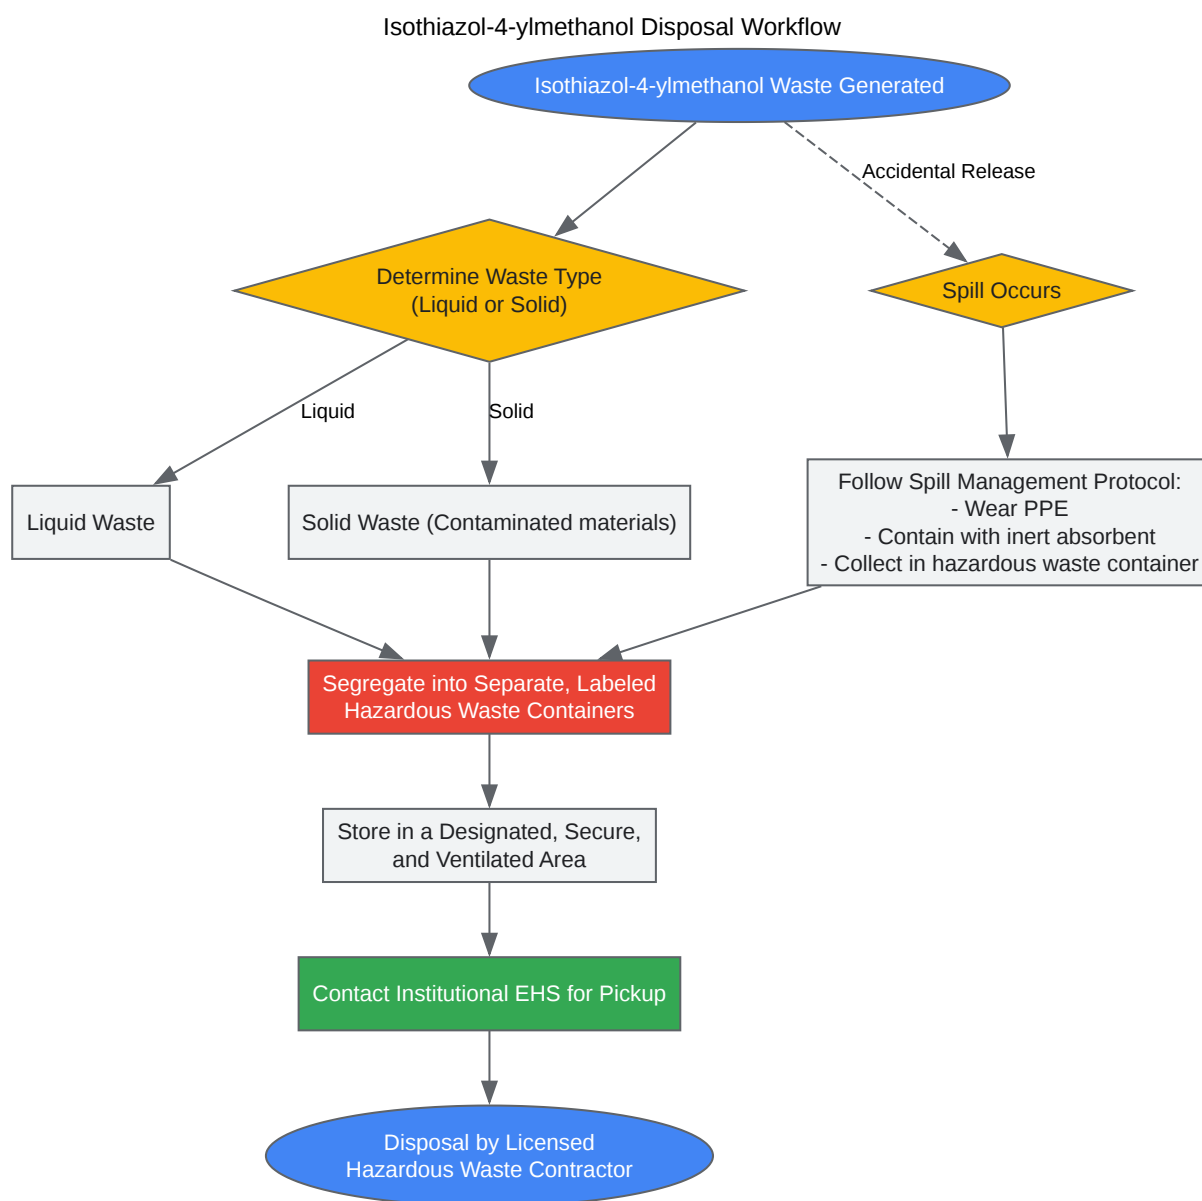 Isothiazol-4-ylmethanol Disposal Workflow
Isothiazol-4-ylmethanol Waste Generated
Accidental Release
Determine Waste Type
(Liquid or Solid)
Spill Occurs
Liquid
Solid
Liquid Waste
Solid Waste (Contaminated materials)
Follow Spill Management Protocol:
- Wear PPE
- Contain with inert absorbent
- Collect in hazardous waste container
Segregate into Separate, Labeled
Hazardous Waste Containers
Store in a Designated, Secure,
and Ventilated Area
Contact Institutional EHS for Pickup
Disposal by Licensed
Hazardous Waste Contractor